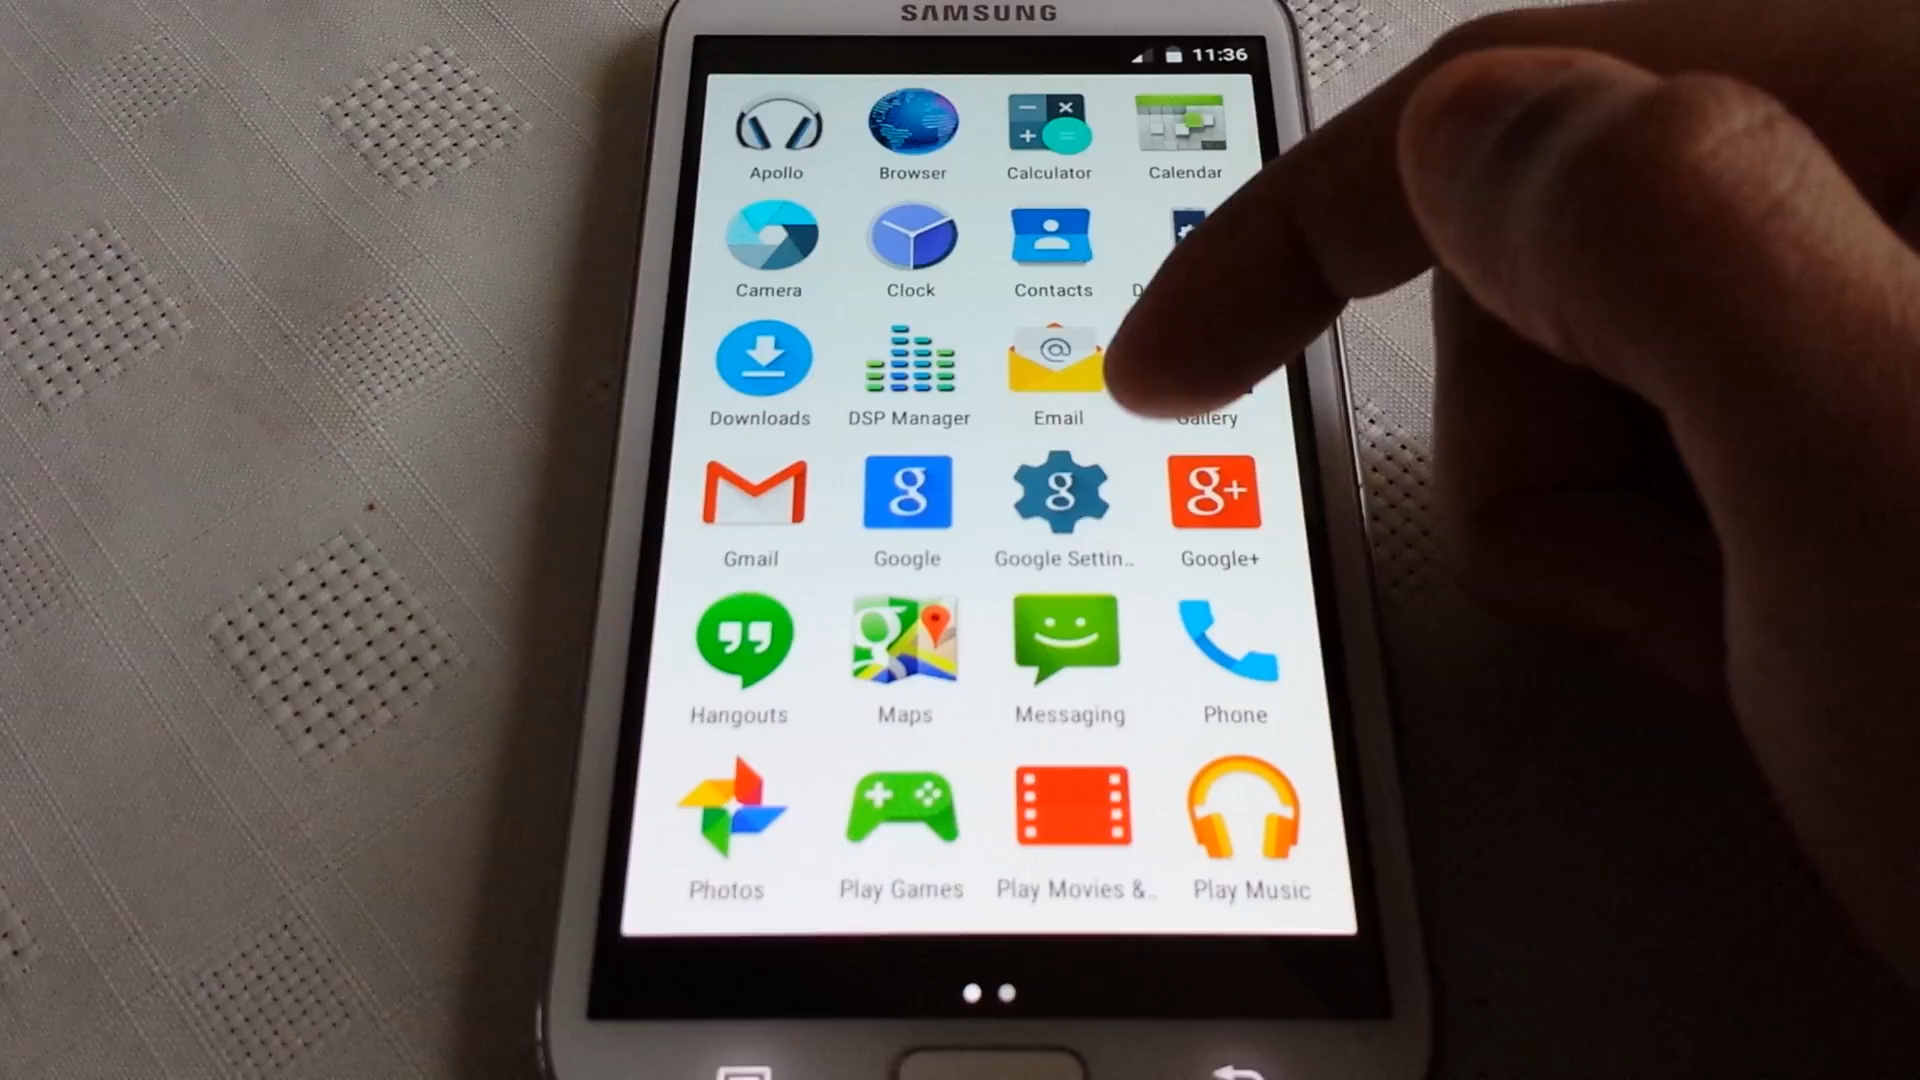 SAMSUNG
11:36
Apollo
Browser
Calculator
Calendar
Camera
Clock
Contacts
D
@
Downloads
DSP Manager
Email
Gallery
g
g
g+
Gmail
Google
Google Settin..
Google+
g
Hangouts
Maps
Messaging
Phone
Photos
Play Games
Play Movies &..
Play Music